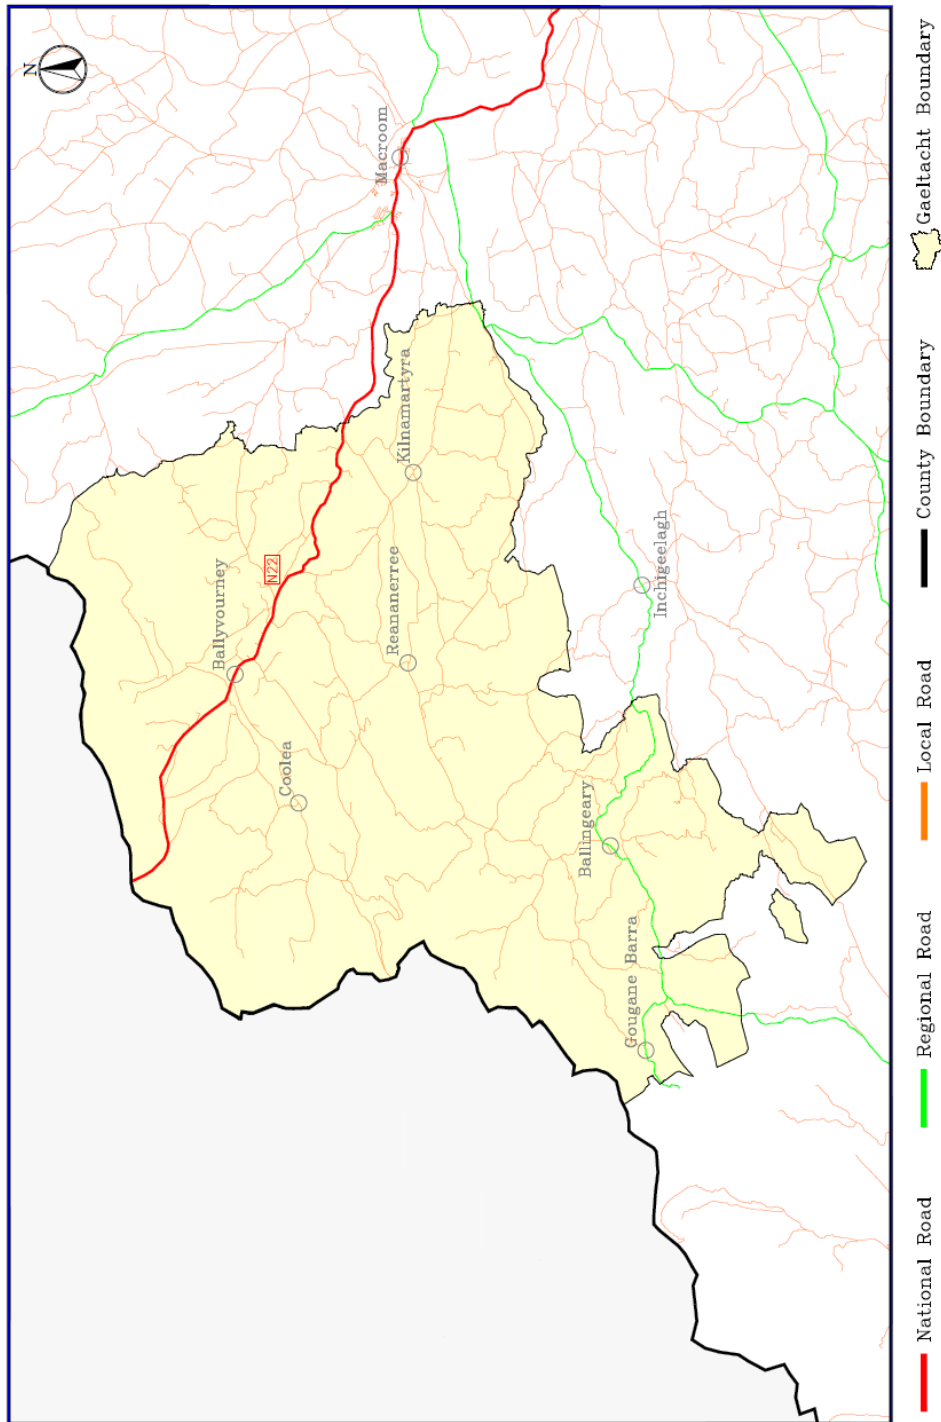 N
Macroom
Kilnamartyra
Ballyvourney
N22
Reananerree
Inchigeelagh
Coolea
Ballingeary
Gougane Barra
National Road
Regional Road
Local Road
County Boundary
Gaeltacht Boundary